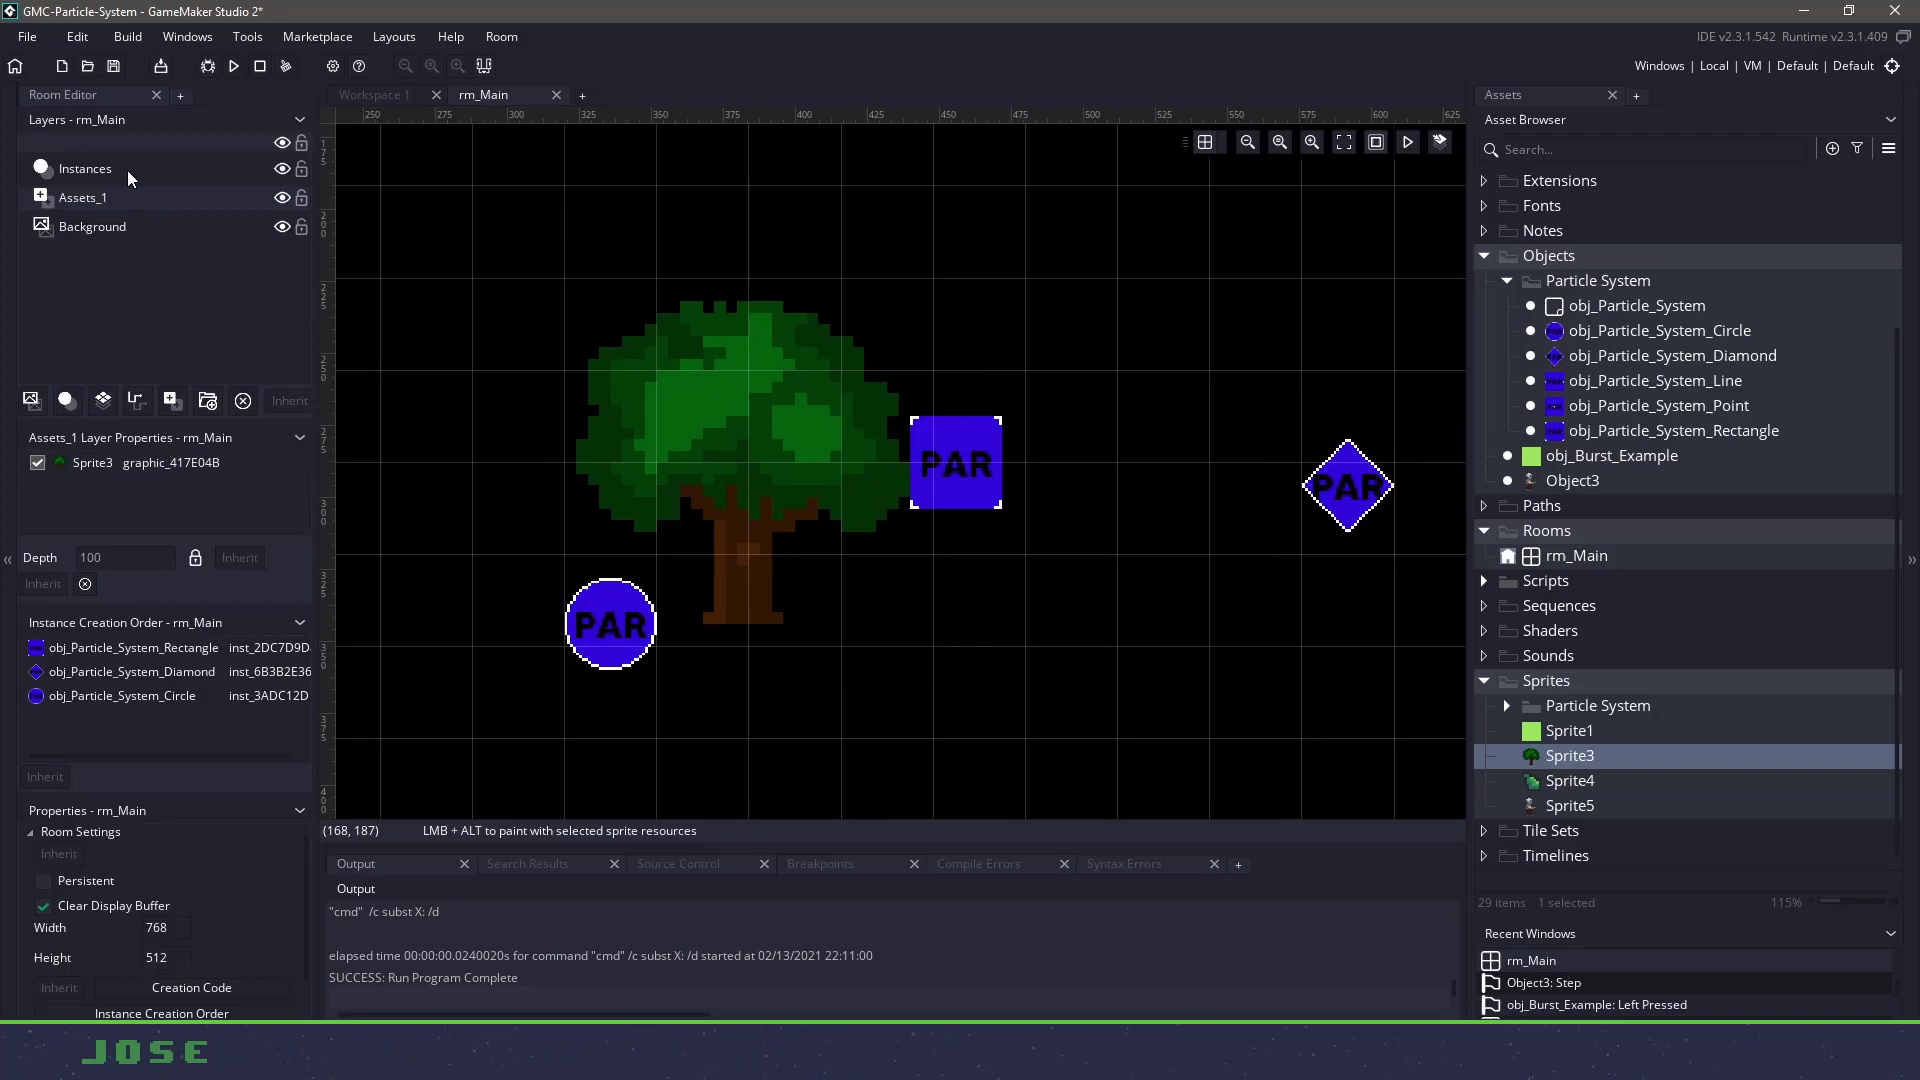 GMC-Particle-System - GameMaker Studio 2*
File Edit Build Windows Tools Marketplace Layouts Help Room
IDE v2.3.1.542 Runtime v2.3.1.409
Windows | Local | VM | Default | Default
Room Editor
Workspace 1
rm_Main
Assets
Layers - rm_Main
Asset Browser
Search...
Instances
Assets_1
Background
Inherit
Assets_1 Layer Properties - rm_Main
Sprite3 graphic_417E04B
Depth 100 Inherit
Inherit
Instance Creation Order - rm_Main
obj_Particle_System_Rectangle inst_2DC7D9D
obj_Particle_System_Diamond inst_6B3B2E36
obj_Particle_System_Circle inst_3ADC12D
Inherit
Properties - rm_Main
Room Settings
Inherit
Persistent
Clear Display Buffer
Width 768
Height 512
Inherit Creation Code
Instance Creation Order
250 275 300 325 350 375 400 425 450 475 500 525 550 575 600 625
175
200
225
250
275
300
325
350
375
400
PAR
PAR
PAR
(168, 187) LMB + ALT to paint with selected sprite resources
Output Search Results Source Control Breakpoints Compile Errors Syntax Errors
Output
"cmd" /c subst X: /d
elapsed time 00:00:00.0240020s for command "cmd" /c subst X: /d started at 02/13/2021 22:11:00
SUCCESS: Run Program Complete
Extensions
Fonts
Notes
Objects
Particle System
obj_Particle_System
obj_Particle_System_Circle
obj_Particle_System_Diamond
obj_Particle_System_Line
obj_Particle_System_Point
obj_Particle_System_Rectangle
obj_Burst_Example
Object3
Paths
Rooms
rm_Main
Scripts
Sequences
Shaders
Sounds
Sprites
Particle System
Sprite1
Sprite3
Sprite4
Sprite5
Tile Sets
Timelines
29 items 1 selected 115%
Recent Windows
rm_Main
Object3: Step
obj_Burst_Example: Left Pressed
JOSE